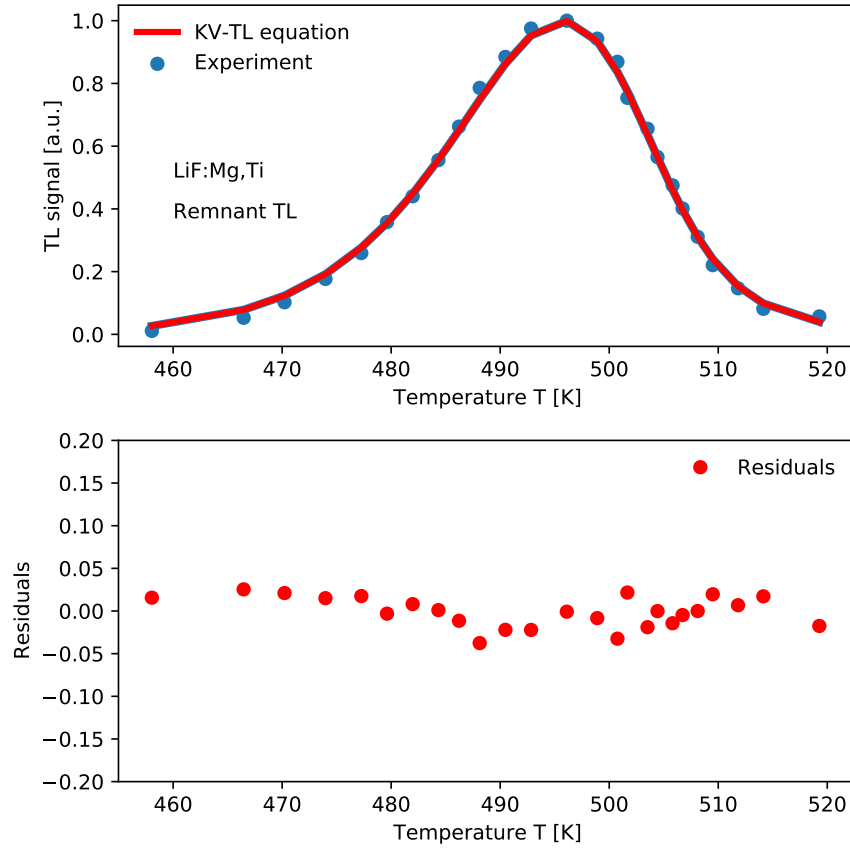 1.0
0.8
0.6
0.4
0.2
0.0
TL signal [a.u.]
KV-TL equation
Experiment
LiF:Mg,Ti
Remnant TL
460 470 480 490 500 510 520
Temperature T [K]
0.20
0.15
0.10
0.05
0.00
−0.05
−0.10
−0.15
−0.20
Residuals
Residuals
460 470 480 490 500 510 520
Temperature T [K]